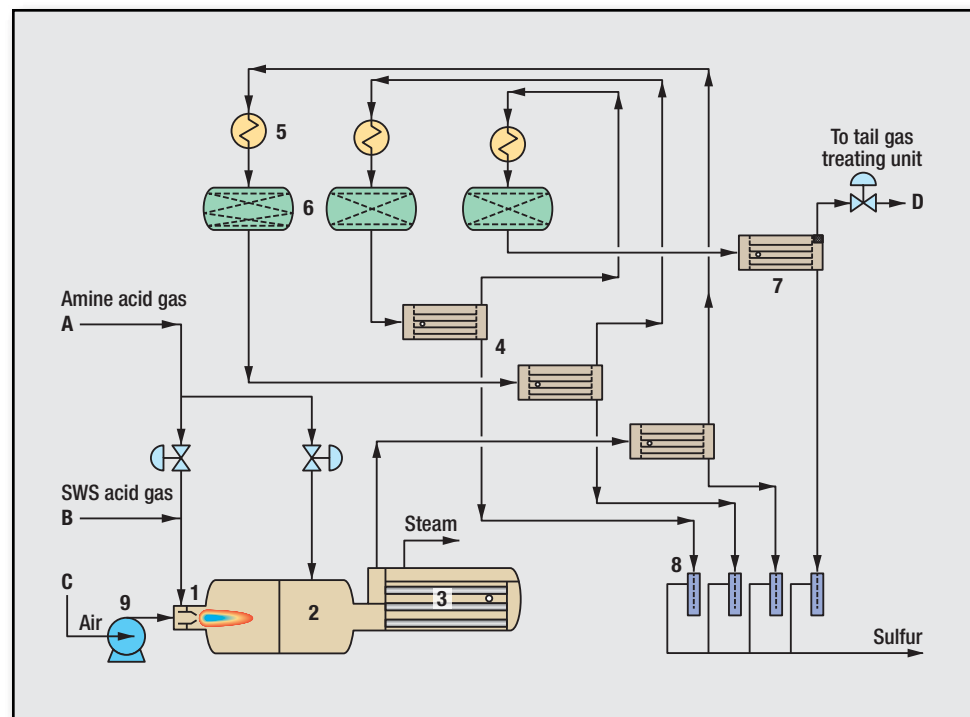 5
To tail gas
treating unit
D
6
7
Amine acid gas
A
4
SWS acid gas
B
Steam
8
C
1
3
9
2
Air
Sulfur